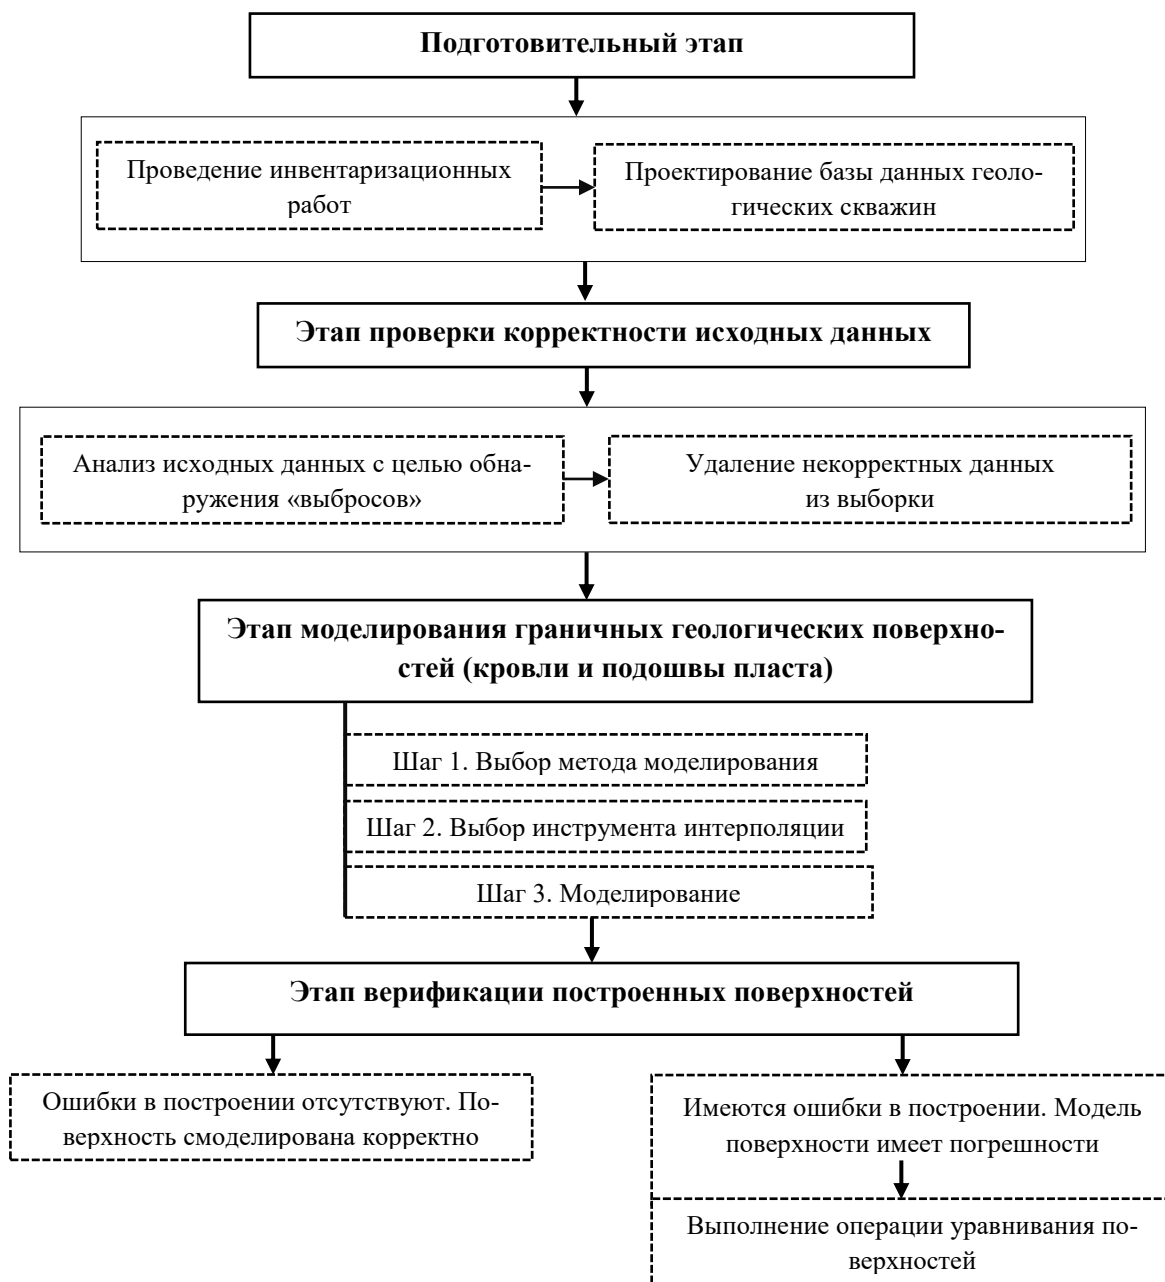 Подготовительный этап
Проведение инвентаризационных
работ
Проектирование базы данных геоло-
гических скважин
Этап проверки корректности исходных данных
Анализ исходных данных с целью обна-
ружения «выбросов»
Удаление некорректных данных
из выборки
Этап моделирования граничных геологических поверхно-
стей (кровли и подошвы пласта)
Шаг 1. Выбор метода моделирования
Шаг 2. Выбор инструмента интерполяции
Шаг 3. Моделирование
Этап верификации построенных поверхностей
Ошибки в построении отсутствуют. По-
верхность смоделирована корректно
Имеются ошибки в построении. Модель
поверхности имеет погрешности
Выполнение операции уравнивания по-
верхностей